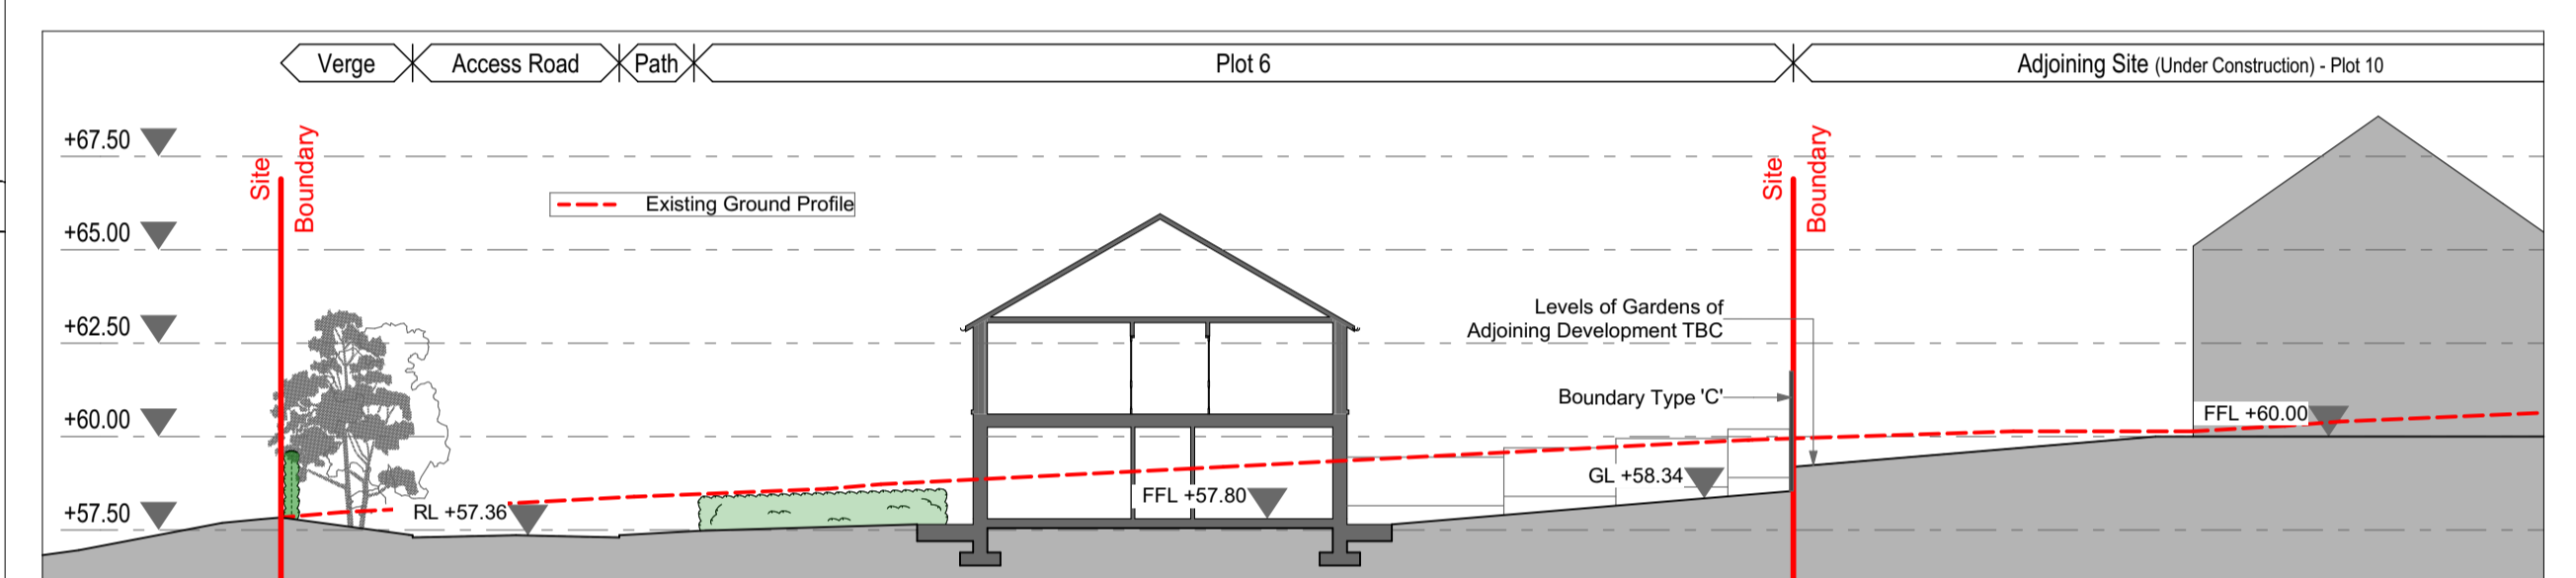 Verge
Access Road
Path
Plot 6
Adjoining Site (Under Construction) - Plot 10
+67.50
Site
Boundary
Site
Boundary
Existing Ground Profile
+65.00
+62.50
Levels of Gardens of
Adjoining Development TBC
Boundary Type 'C'
+60.00
FFL +60.00
GL +58.34
FFL +57.80
RL +57.36
+57.50